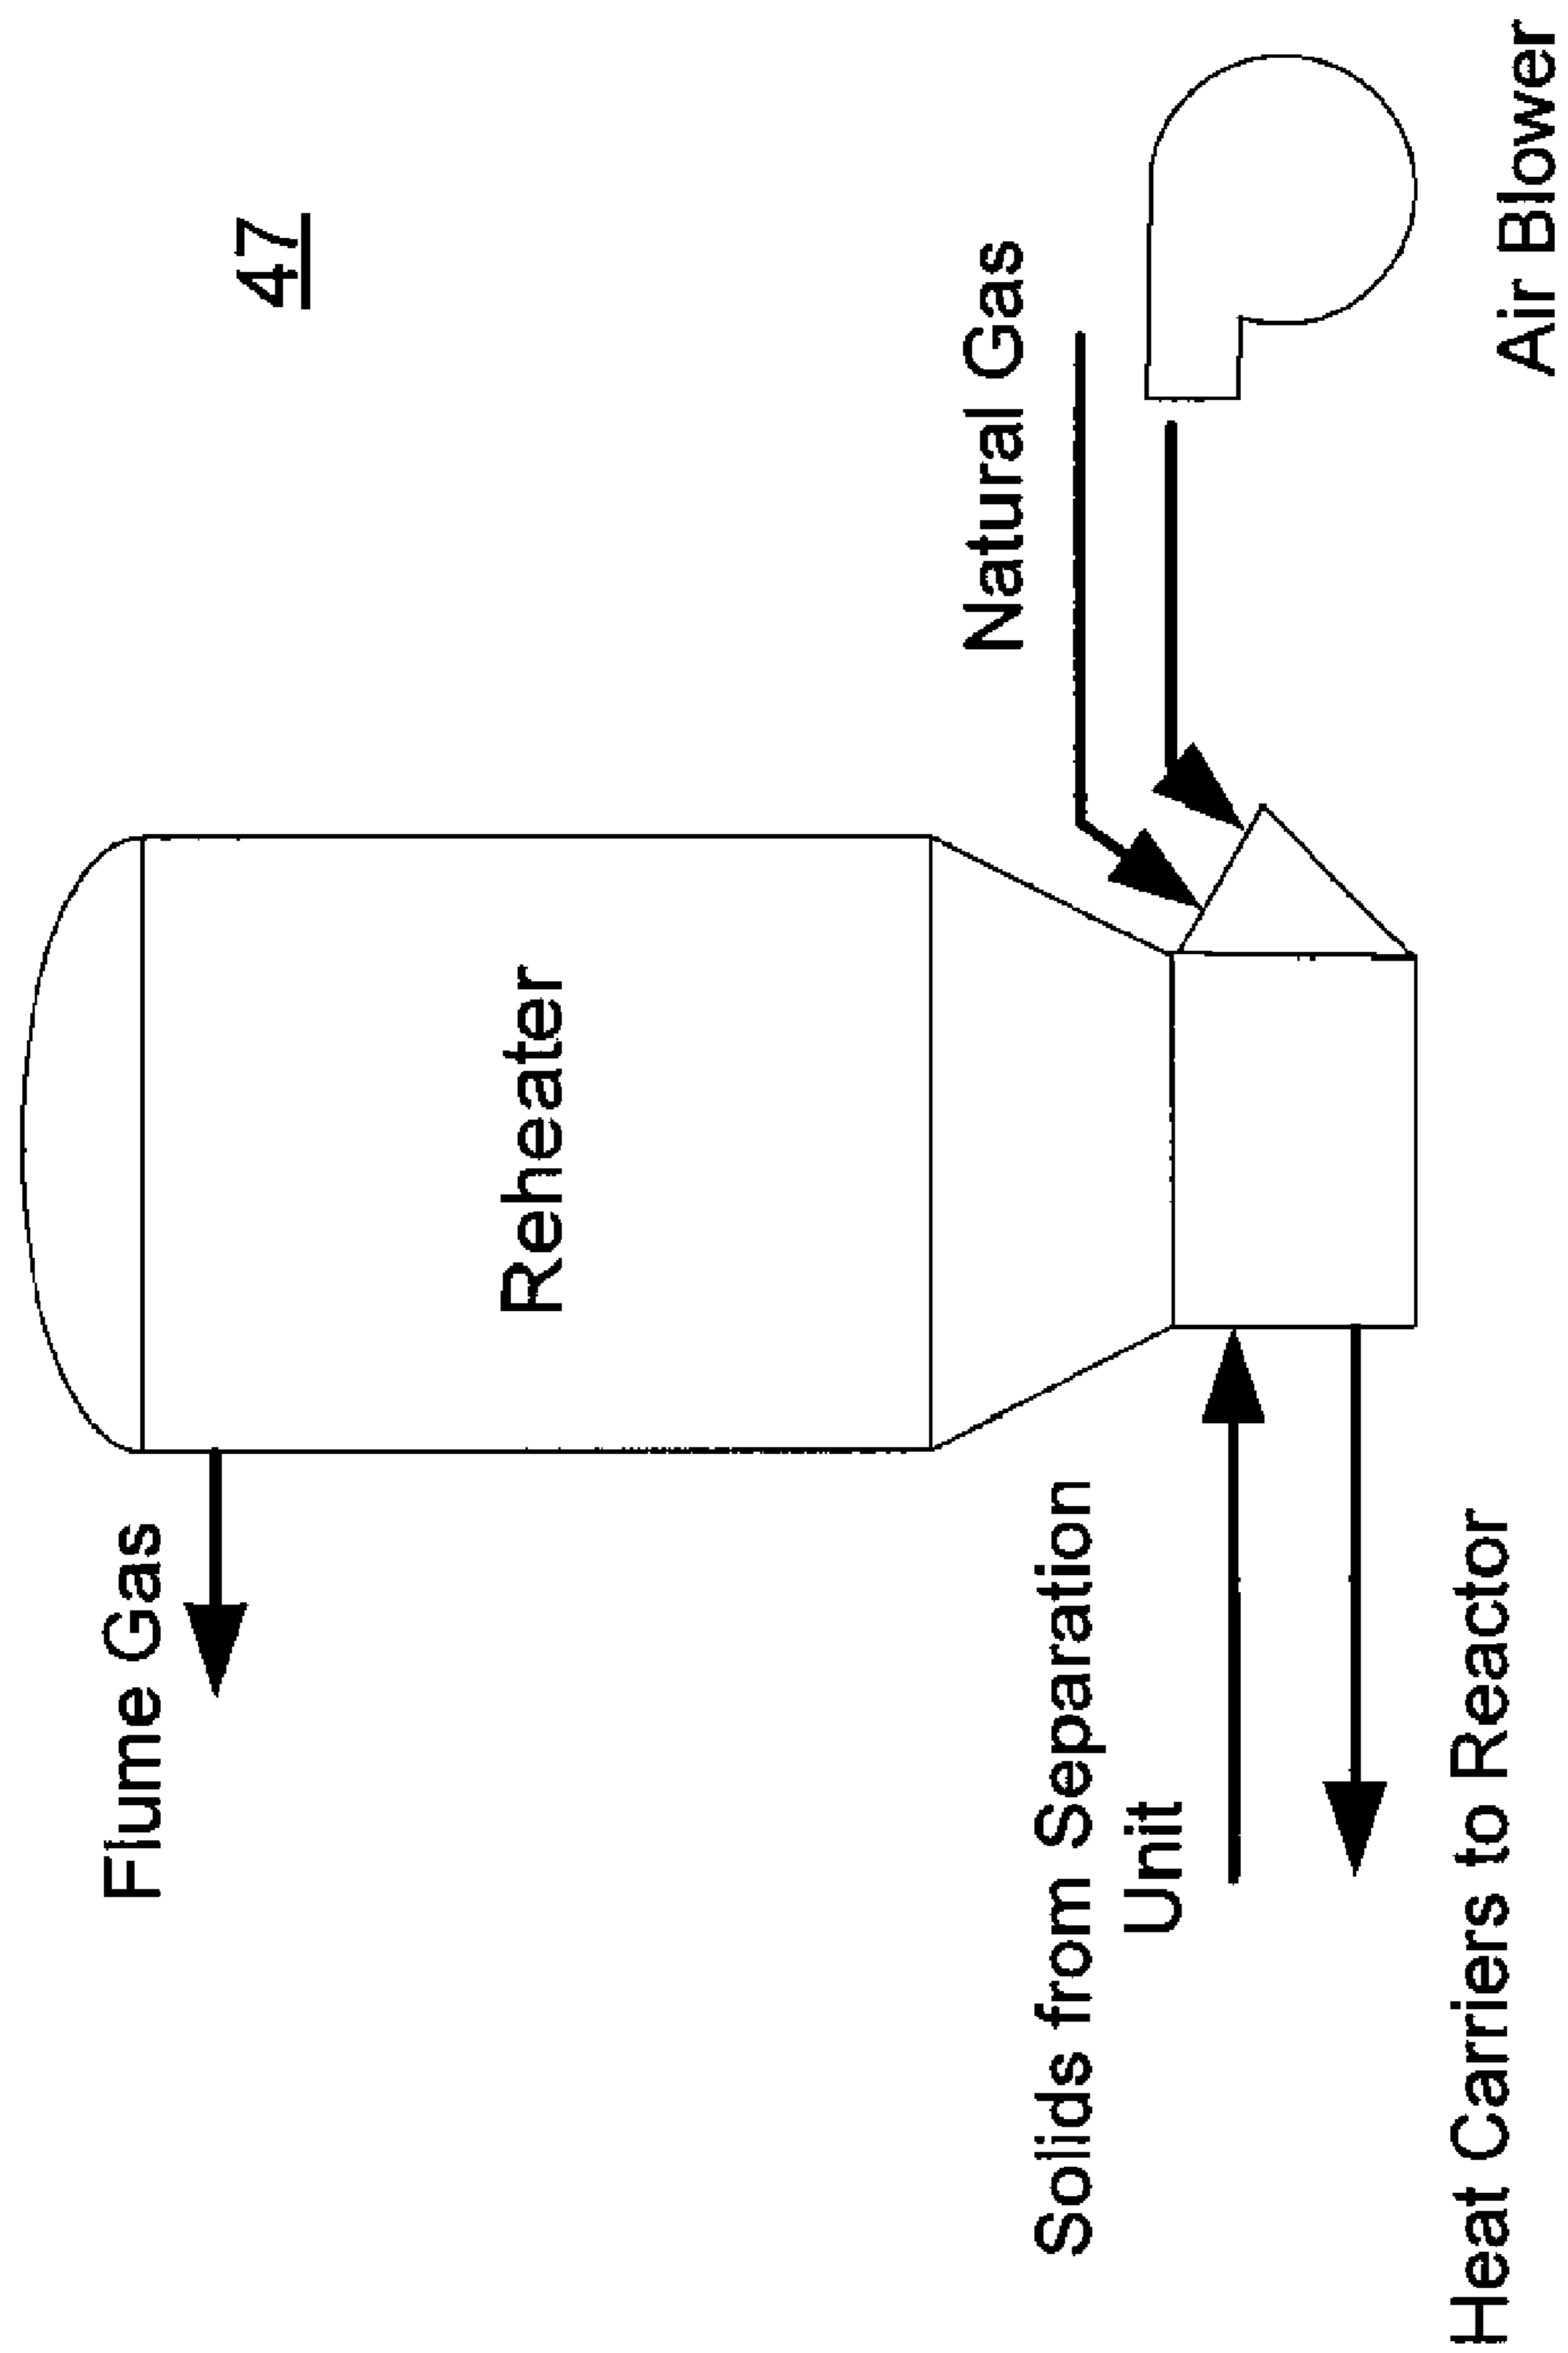 47
Flume Gas
Reheater
Natural Gas
Solids from Separation
Unit
Heat Carriers to Reactor
Air Blower